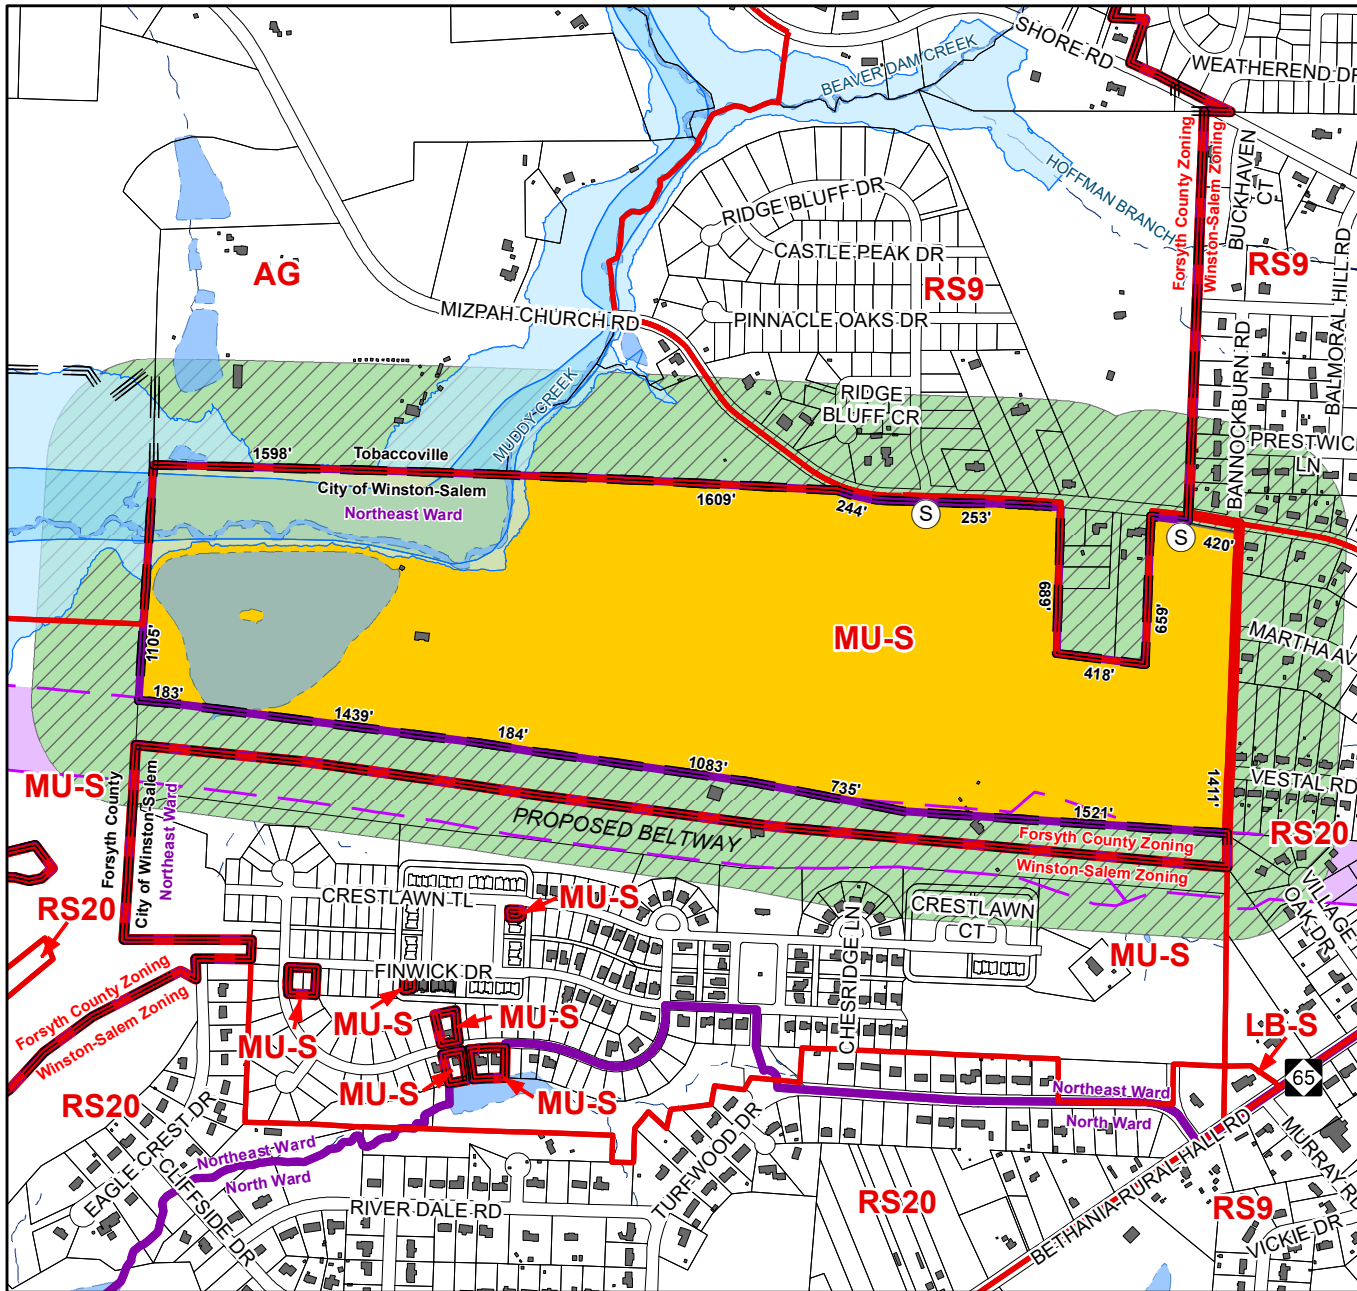 SHORE RD
WEATHEREND DR
BEAVER DAM CREEK
HOFFMAN BRANCH
Forsyth County Zoning
Winston-Salem Zoning
BUCKHAVEN
CT
RIDGE BLUFF DR
CASTLE PEAK DR
RS9
RS9
AG
MIZPAH CHURCH RD
PINNACLE OAKS DR
BALMORAL HILL RD
BANNOCKBURN RD
MUDDY CREEK
RIDGE
BLUFF CR
PRESTWICK
LN
1598'
Tobaccoville
City of Winston-Salem
Northeast Ward
1609'
244'
S
253'
S
420'
689'
659'
418'
MU-S
MARTHA AV
1105'
183'
1439'
184'
1083'
735'
1521'
1411'
VESTAL RD
MU-S
Forsyth County
City of Winston-Salem
Northeast Ward
PROPOSED BELTWAY
Forsyth County Zoning
Winston-Salem Zoning
RS20
VILLAGE
OAK DR
RS20
CRESTLAWN TL
MU-S
CHESRIDGE LN
CRESTLAWN
CT
MU-S
FINWICK DR
Forsyth County Zoning
Winston-Salem Zoning
MU-S
MU-S
MU-S
MU-S
MU-S
LB-S
65
RS20
EAGLE CREST DR
CLIFFSIDE DR
Northeast Ward
North Ward
TURFWOOD DR
Northeast Ward
North Ward
RIVER DALE RD
RS20
BETHANIA-RURAL HALL RD
MURRAY
RS9
VICKIE DR